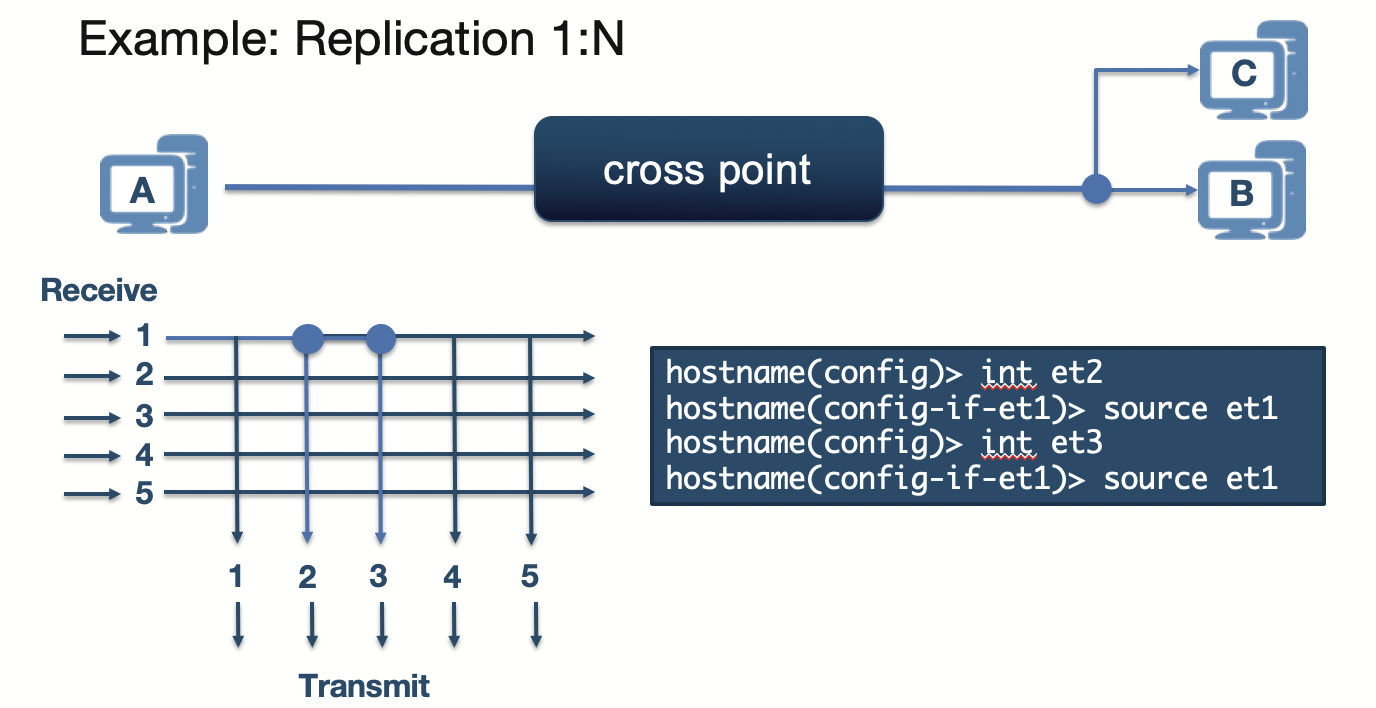 Example: Replication 1:N
C
A
cross point
B
Receive
1
2
3
4
5
hostname(config)> int et2
hostname(config-if-et1)> source et1
hostname(config)> int et3
hostname(config-if-et1)> source et1
1 2 3 4 5
Transmit